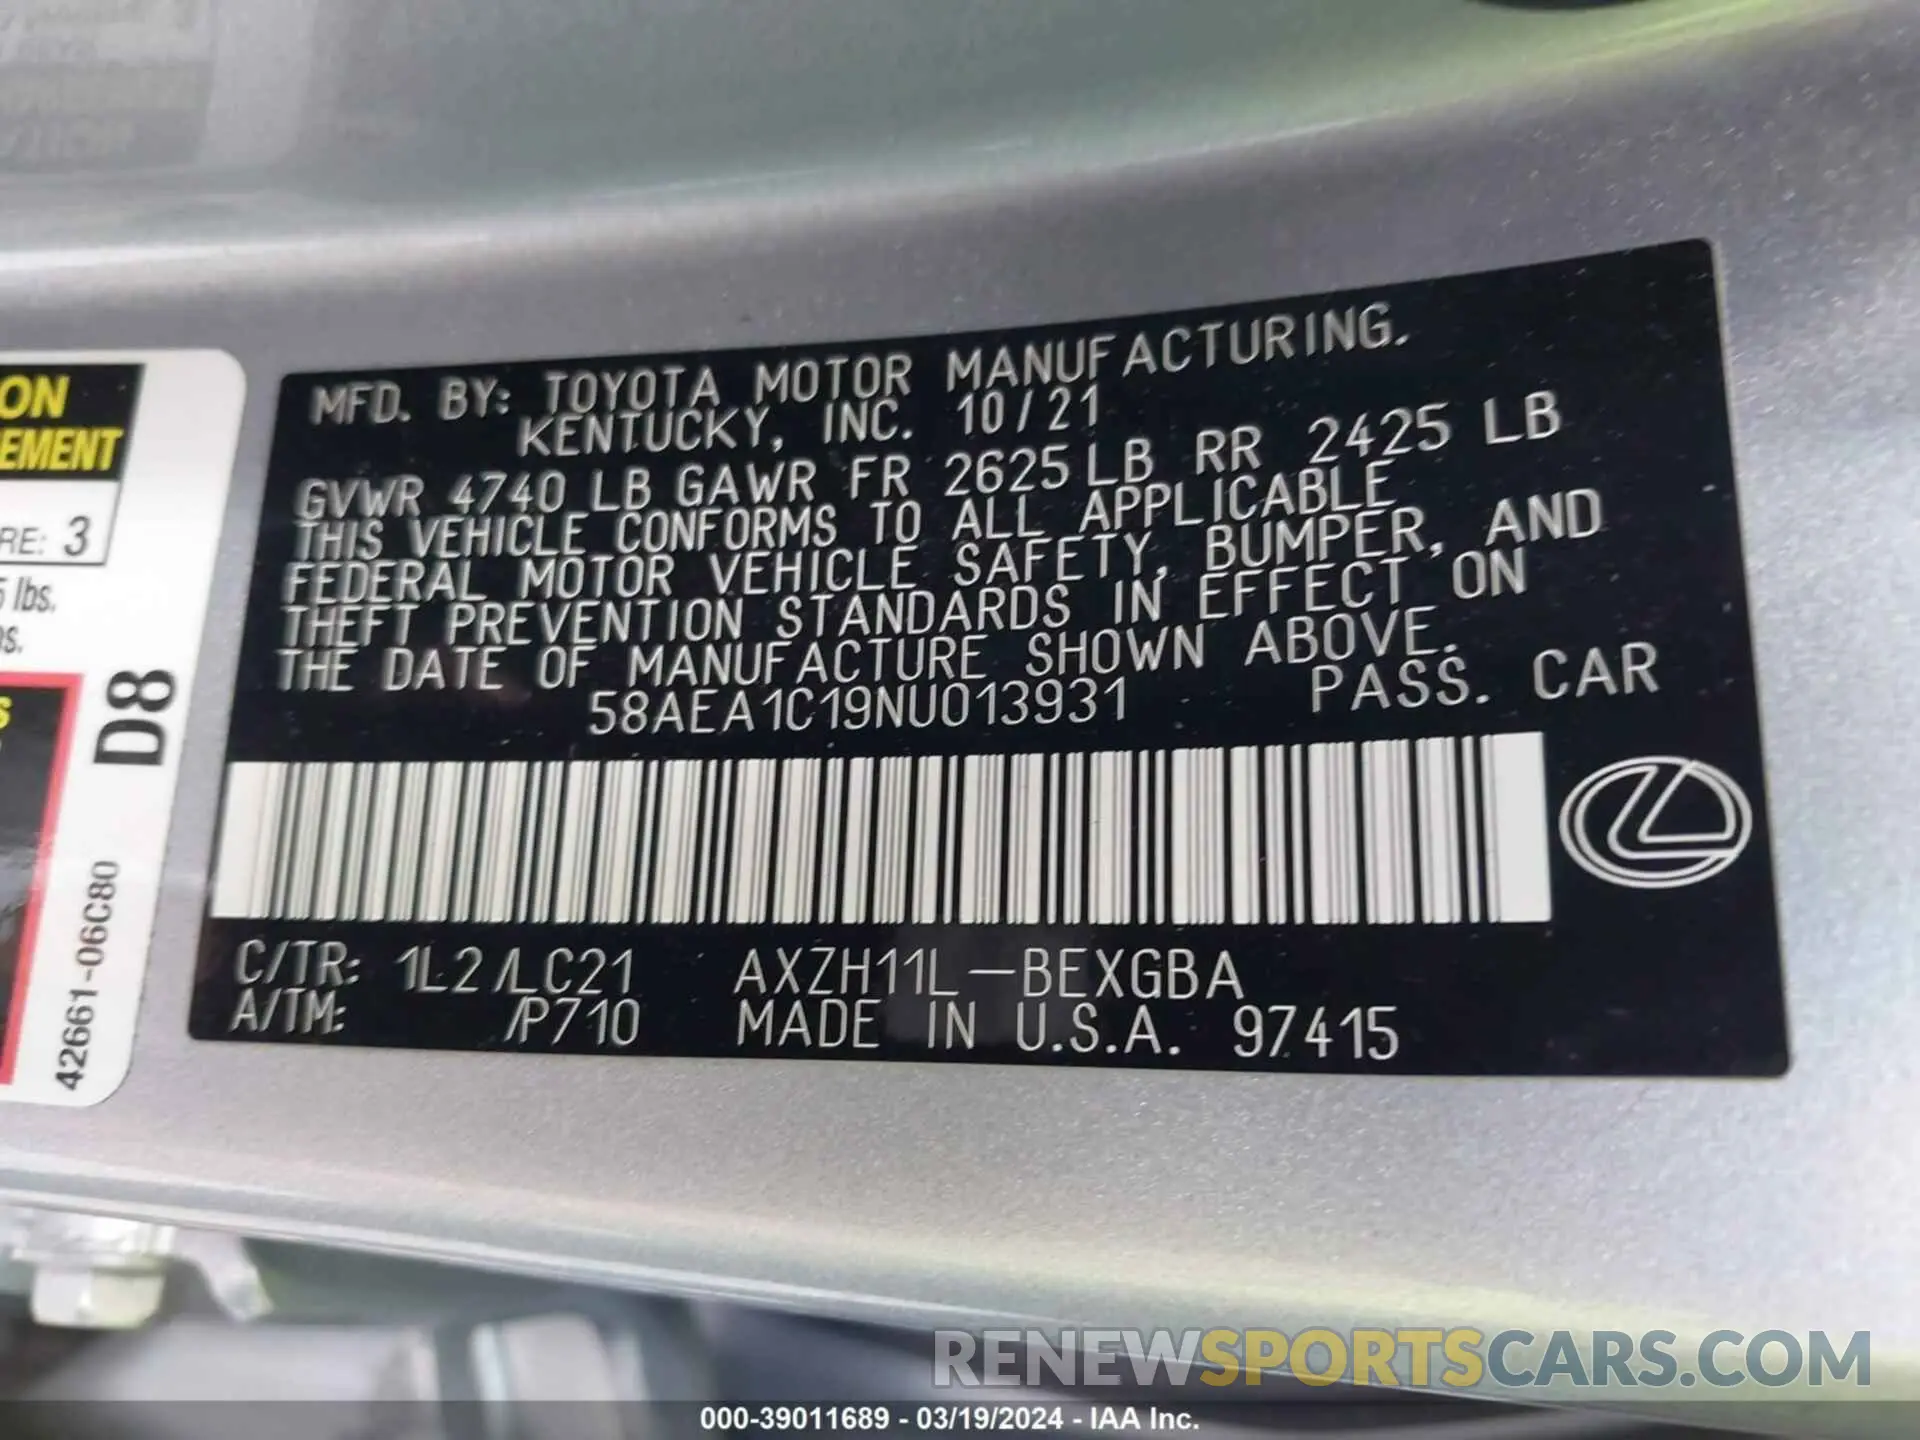 MFD. BY: TOYOTA MOTOR MANUFACTURING.
KENTUCKY, INC. 10/21
GVWR 4740 LB GAWR FR 2625 LB RR 2425 LB
THIS VEHICLE CONFORMS TO ALL APPLICABLE
FEDERAL MOTOR VEHICLE SAFETY, BUMPER, AND
THEFT PREVENTION STANDARDS IN EFFECT ON
THE DATE OF MANUFACTURE SHOWN ABOVE.
58AEA1C19NU013931 PASS. CAR
C/TR: 1L2/LC21 AXZH11L-BEXGBA
A/TM: /P710 MADE IN U.S.A. 97415
ON
EMENT
RE: 3
5 lbs.
D8
42661-06C80
RENEWSPORTSCARS.COM
000-39011689 - 03/19/2024 - IAA Inc.